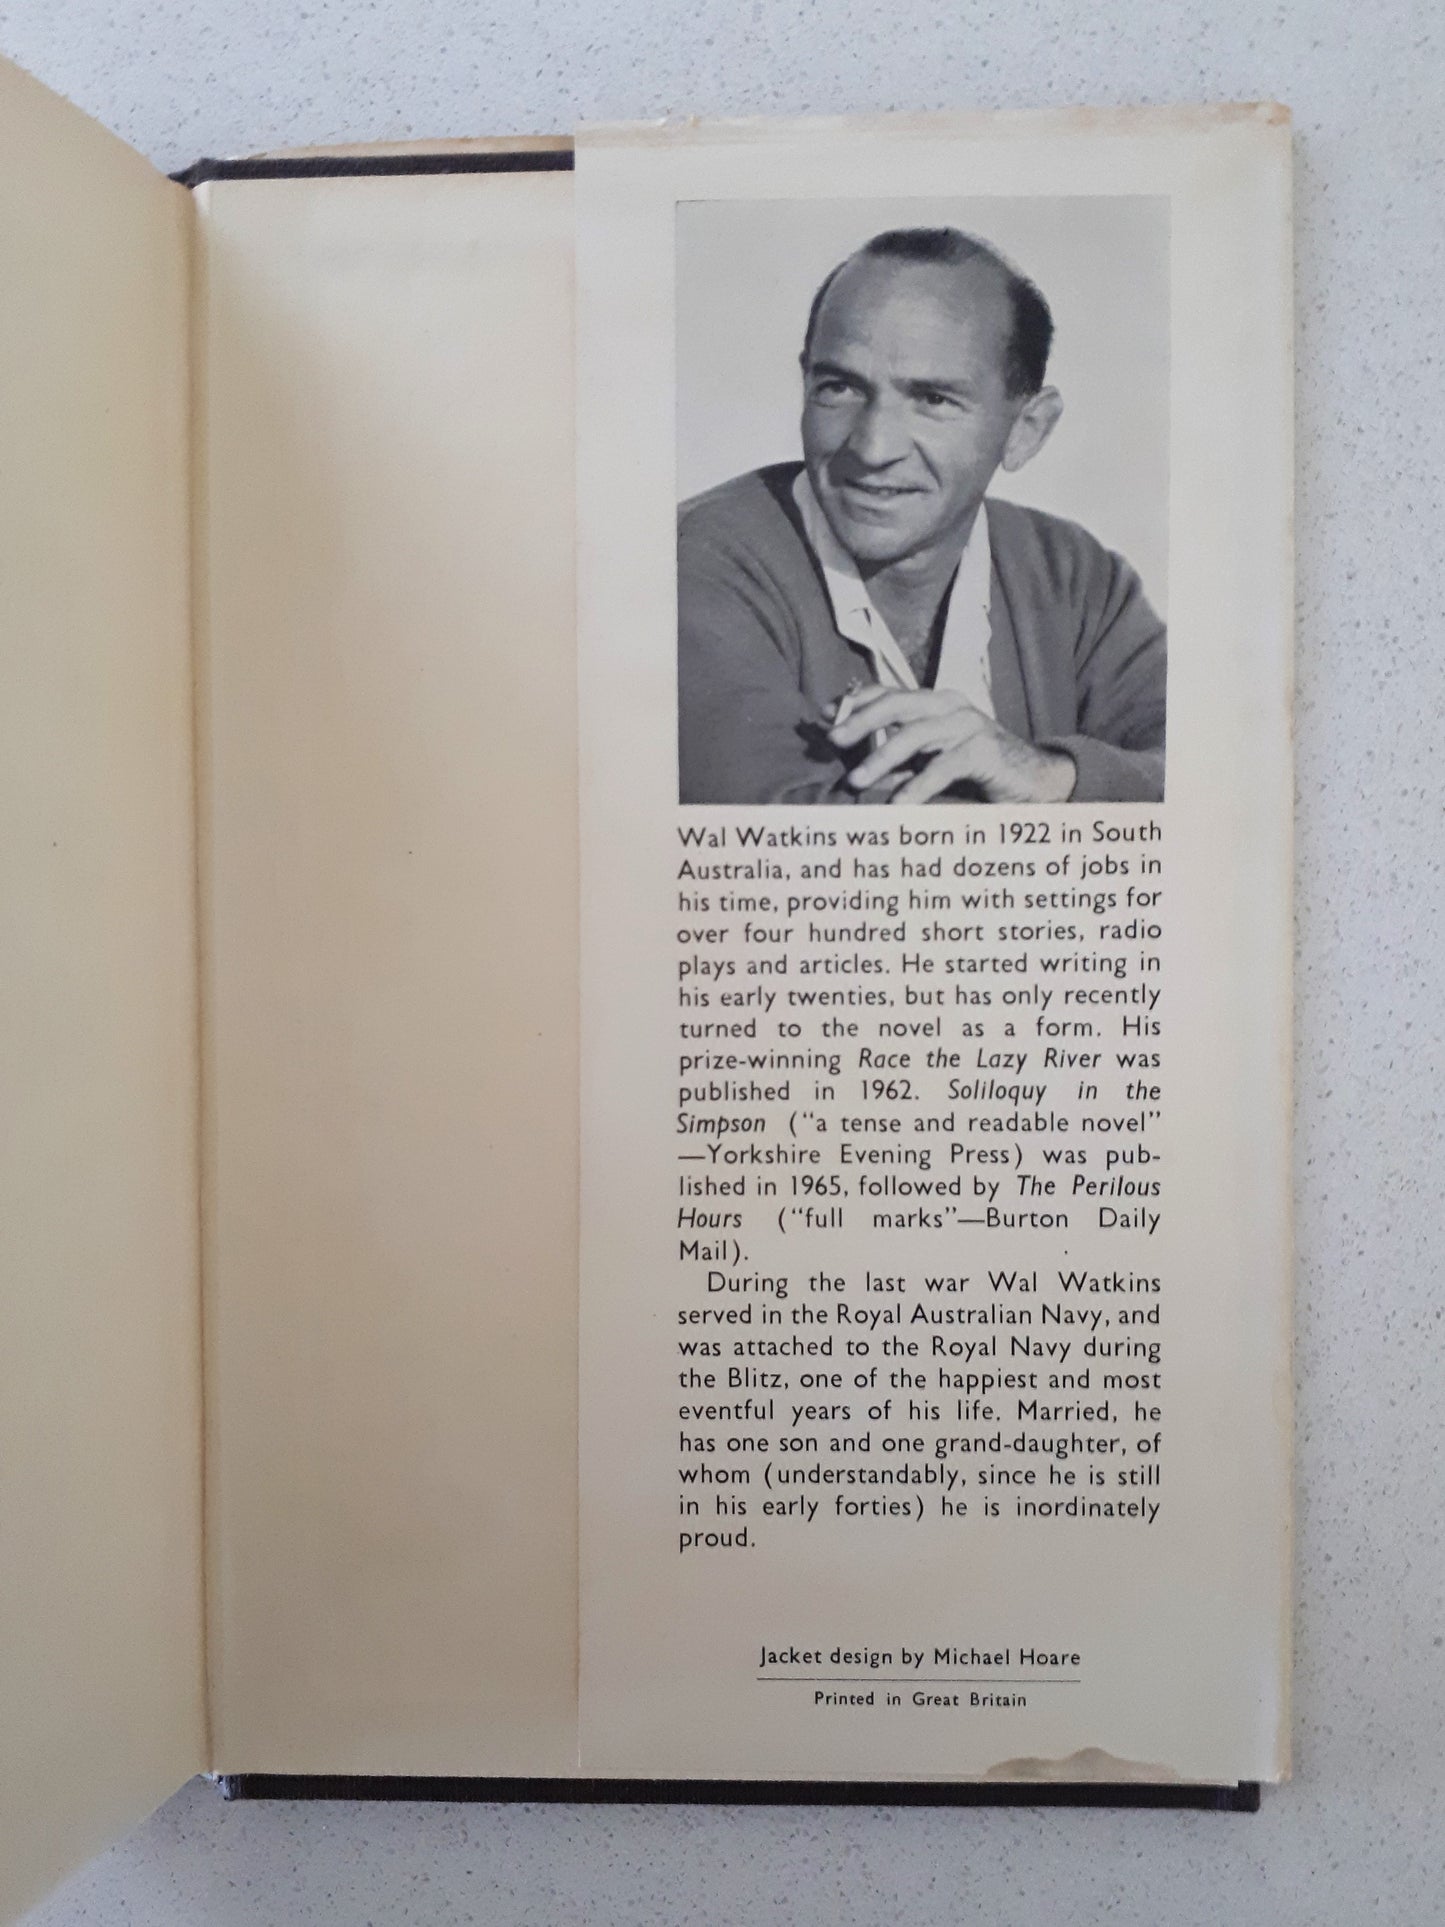 Wal Watkins was born in 1922 in South
Australia, and has had dozens of jobs in
his time, providing him with settings for
over four hundred short stories, radio
plays and articles. He started writing in
his early twenties, but has only recently
turned to the novel as a form. His
prize-winning Race the Lazy River was
published in 1962. Soliloquy in the
Simpson (“a tense and readable novel”
—Yorkshire Evening Press) was pub-
lished in 1965, followed by The Perilous
Hours (“full marks”—Burton Daily
Mail).
During the last war Wal Watkins
served in the Royal Australian Navy, and
was attached to the Royal Navy during
the Blitz, one of the happiest and most
eventful years of his life. Married, he
has one son and one grand-daughter, of
whom (understandably, since he is still
in his early forties) he is inordinately
proud.
Jacket design by Michael Hoare
Printed in Great Britain